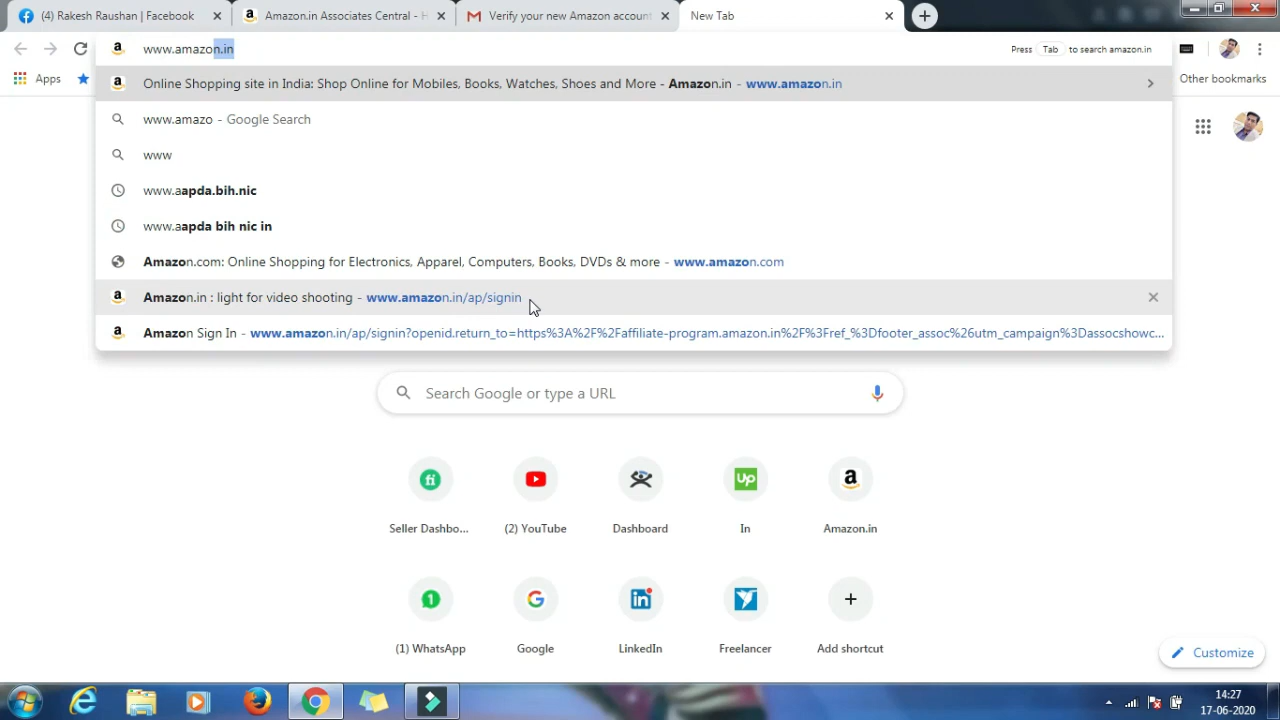 (4) Rakesh Raushan | Facebook
Amazon.in Associates Central - H
Verify your new Amazon account
New Tab
www.amazon.in
Press Tab to search amazon.in
Apps
Other bookmarks
Online Shopping site in India: Shop Online for Mobiles, Books, Watches, Shoes and More - Amazon.in - www.amazon.in
www.amazo - Google Search
www
www.aapda.bih.nic
www.aapda bih nic in
Amazon.com: Online Shopping for Electronics, Apparel, Computers, Books, DVDs & more - www.amazon.com
Amazon.in : light for video shooting - www.amazon.in/ap/signin
Amazon Sign In - www.amazon.in/ap/signin?openid.return_to=https%3A%2F%2Faffiliate-program.amazon.in%2F%3Fref_%3Dfooter_assoc%26utm_campaign%3Dassocshowc...
Search Google or type a URL
fi
Up
a
Seller Dashbo...
(2) YouTube
Dashboard
In
Amazon.in
1
G
in
(1) WhatsApp
Google
LinkedIn
Freelancer
Add shortcut
Customize
14:27
17-06-2020